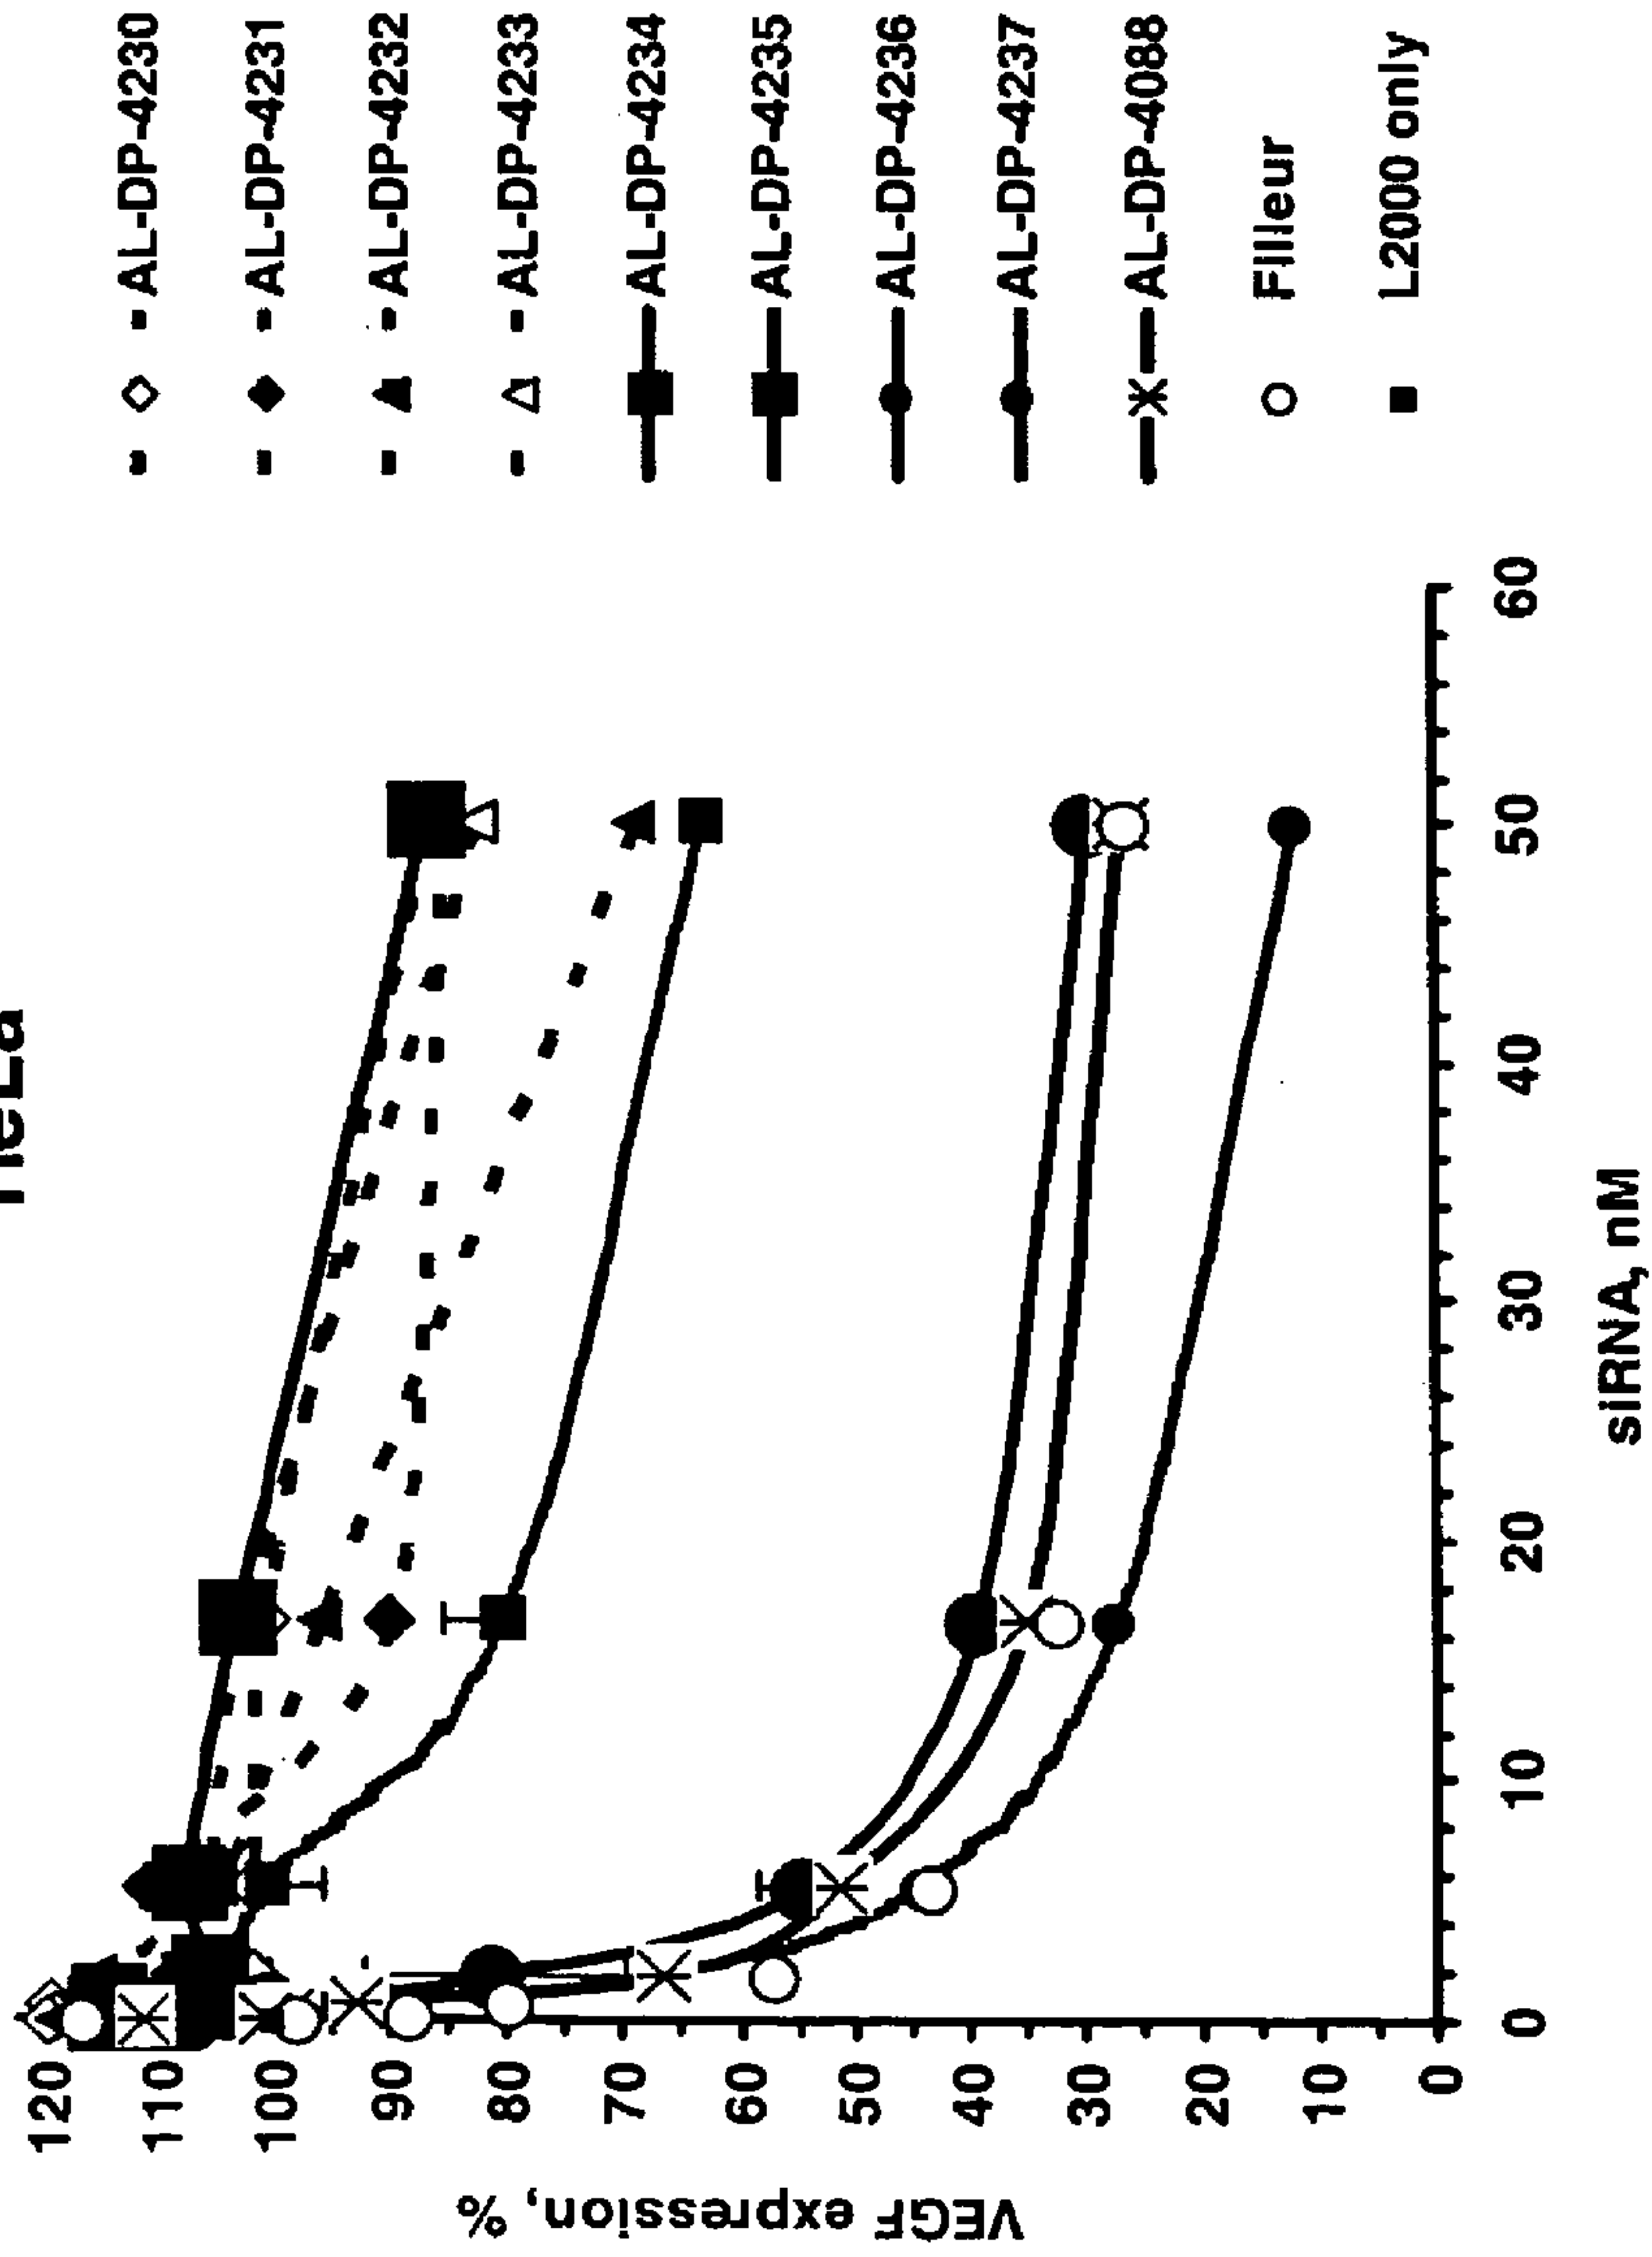 HeLa
VEGF expression, %
120
110
100
90
80
70
60
50
40
30
20
10
0
0
10
20
30
40
50
60
siRNA, nM
AL-DP-4230
AL-DP-4231
AL-DP-4232
AL-DP-4233
AL-DP-4234
AL-DP-4235
AL-DP-4236
AL-DP-4237
AL-DP-4088
Filleur
L2000 only